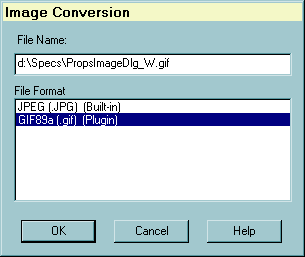 Image Conversion
File Name:
d:\Specs\PropsImageDlg_W.gif
File Format
JPEG (.JPG) (Built-in)
GIF89a (.gif) (Plugin)
OK Cancel Help